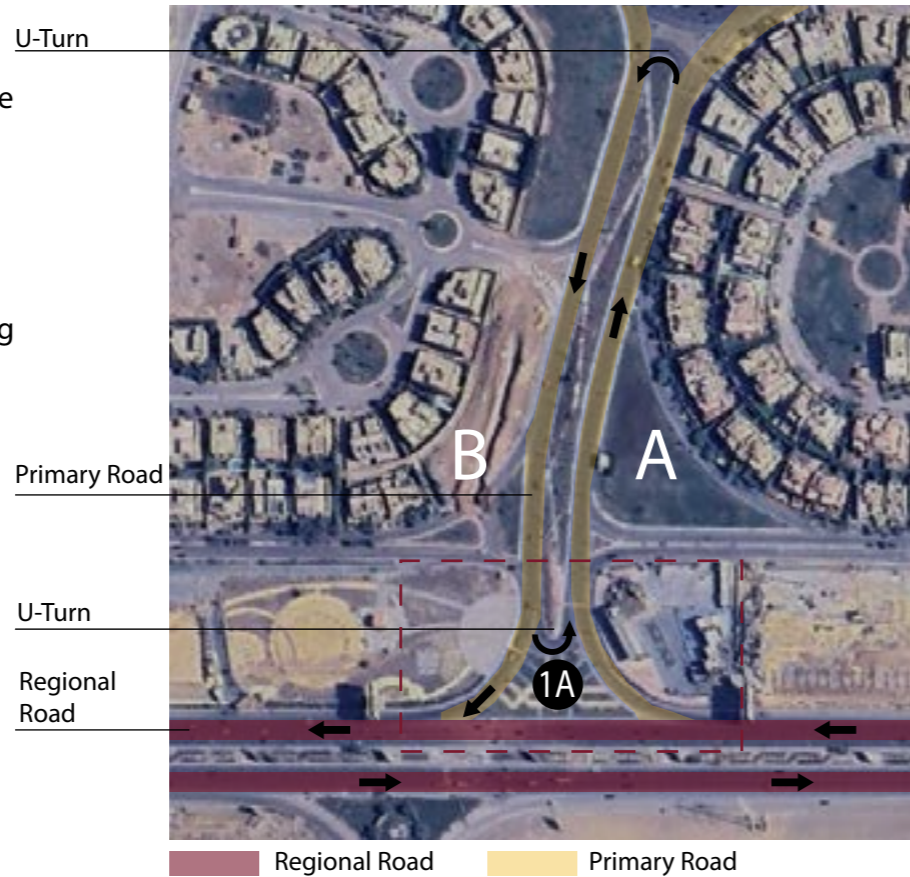 U-Turn
e
g
B
A
Primary Road
U-Turn
1A
Regional
Road
Regional Road
Primary Road